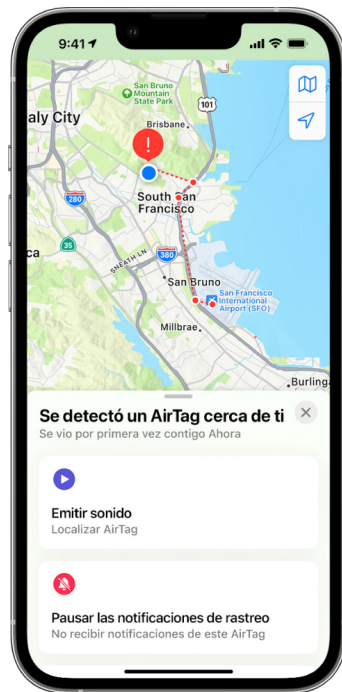 9:41
San Bruno
Mountain
State Park
101
aly City
Brisbane
280
South San
Francisco
35
ca
SNEATH LN
380
San Bruno
San Francisco
International
Airport (SFO)
Millbrae
Burling
Se detectó un AirTag cerca de ti
Se vio por primera vez contigo Ahora
Emitir sonido
Localizar AirTag
Pausar las notificaciones de rastreo
No recibir notificaciones de este AirTag